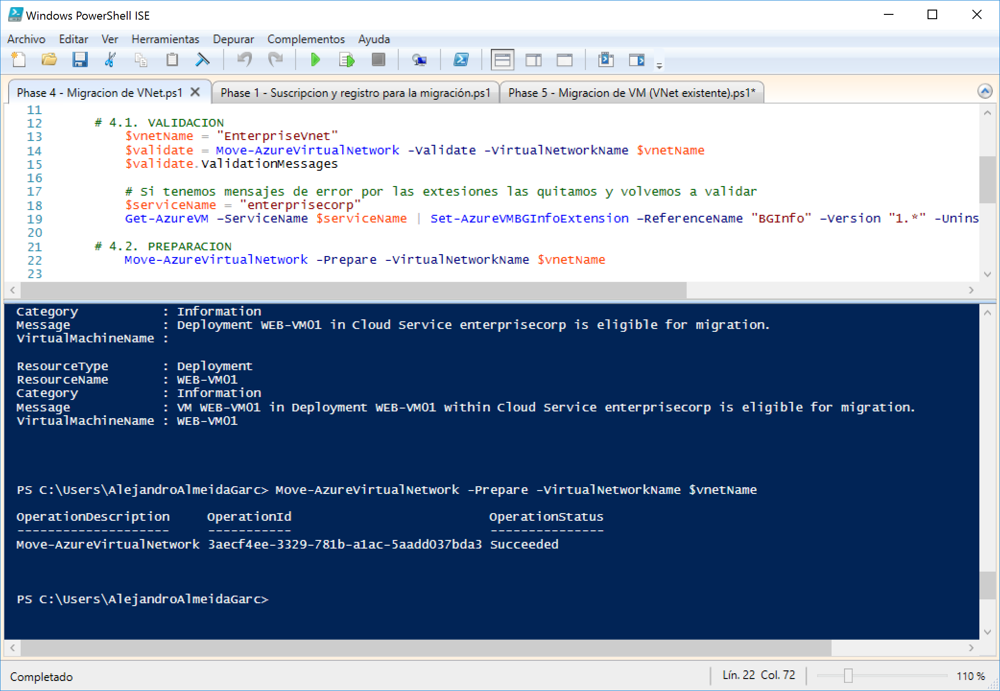 Windows PowerShell ISE
Archivo Editar Ver Herramientas Depurar Complementos Ayuda
Phase 4 - Migracion de VNet.ps1 Phase 1 - Suscripcion y registro para la migración.ps1 Phase 5 - Migracion de VM (VNet existente).ps1*
11
12 # 4.1. VALIDACION
13 $vnetName = "EnterpriseVnet"
14 $validate = Move-AzureVirtualNetwork -Validate -VirtualNetworkName $vnetName
15 $validate.ValidationMessages
16
17 # Si tenemos mensajes de error por las extesiones las quitamos y volvemos a validar
18 $serviceName = "enterprisecorp"
19 Get-AzureVM -ServiceName $serviceName | Set-AzureVMBGInfoExtension -ReferenceName "BGInfo" -Version "1.*" -Unins
20
21 # 4.2. PREPARACION
22 Move-AzureVirtualNetwork -Prepare -VirtualNetworkName $vnetName
23
Category : Information
Message : Deployment WEB-VM01 in Cloud Service enterprisecorp is eligible for migration.
VirtualMachineName :
ResourceType : Deployment
ResourceName : WEB-VM01
Category : Information
Message : VM WEB-VM01 in Deployment WEB-VM01 within Cloud Service enterprisecorp is eligible for migration.
VirtualMachineName : WEB-VM01
PS C:\Users\AlejandroAlmeidaGarc> Move-AzureVirtualNetwork -Prepare -VirtualNetworkName $vnetName
OperationDescription OperationId OperationStatus
-------------------- ----------- ---------------
Move-AzureVirtualNetwork 3aecf4ee-3329-781b-a1ac-5aadd037bda3 Succeeded
PS C:\Users\AlejandroAlmeidaGarc>
Completado Lín. 22 Col. 72 110 %